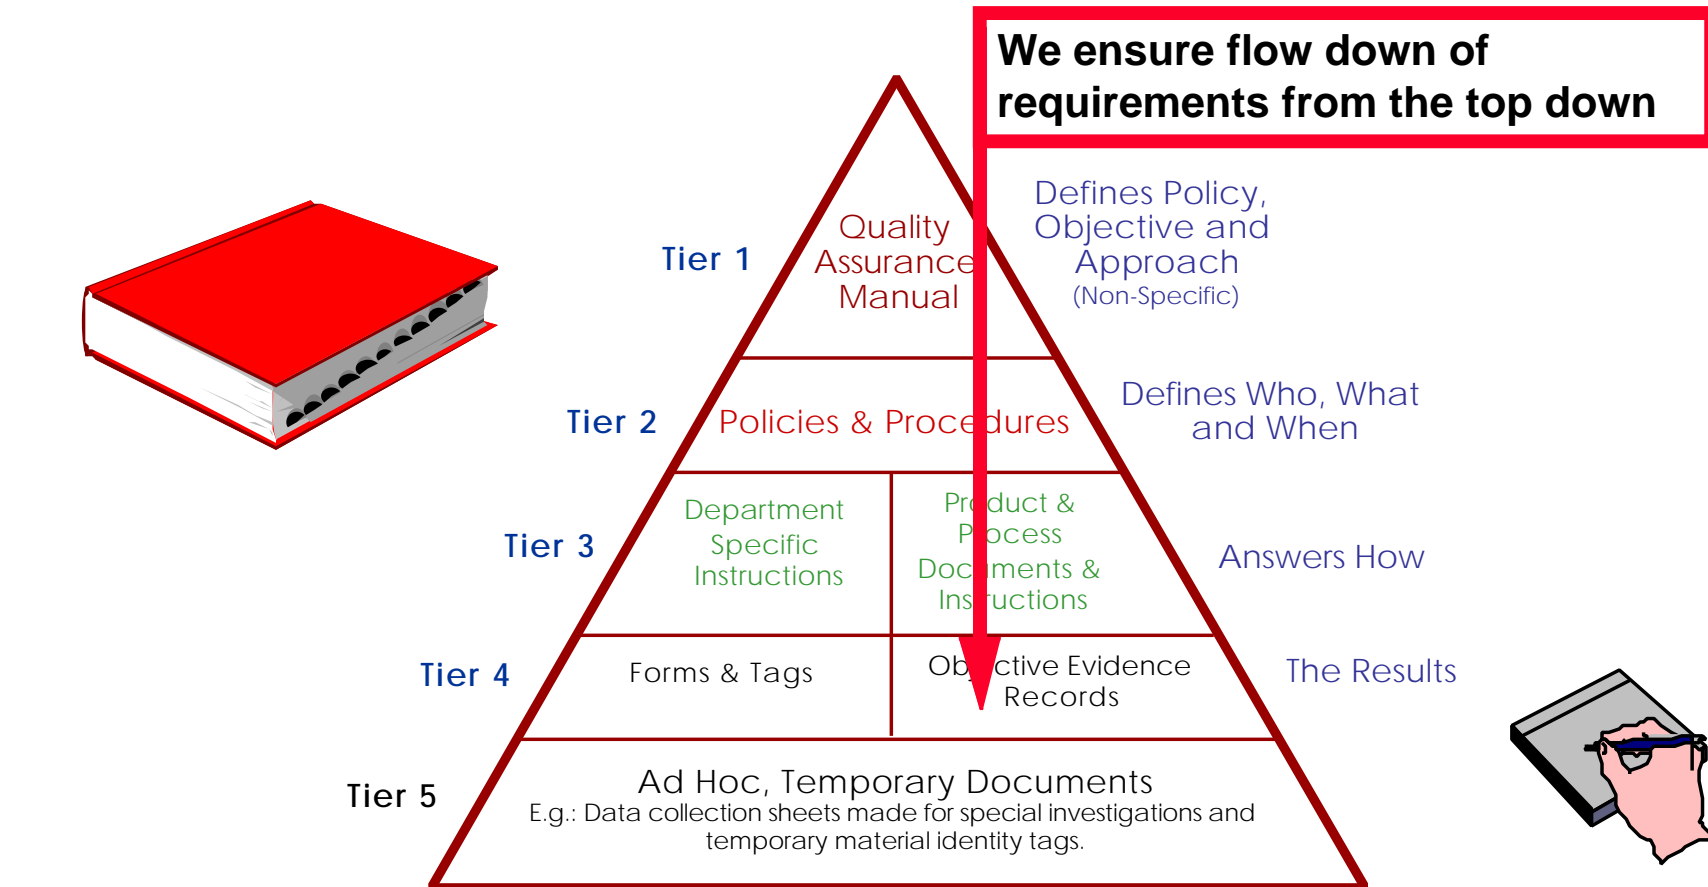 We ensure flow down of
requirements from the top down
Tier 1
Quality
Assurance
Manual
Defines Policy,
Objective and
Approach
(Non-Specific)
Tier 2
Policies & Procedures
Defines Who, What
and When
Tier 3
Department
Specific
Instructions
Product &
Process
Documents &
Instructions
Answers How
Tier 4
Forms & Tags
Objective Evidence
Records
The Results
Tier 5
Ad Hoc, Temporary Documents
E.g.: Data collection sheets made for special investigations and
temporary material identity tags.